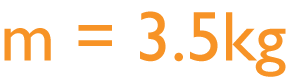 m = 3.5kg